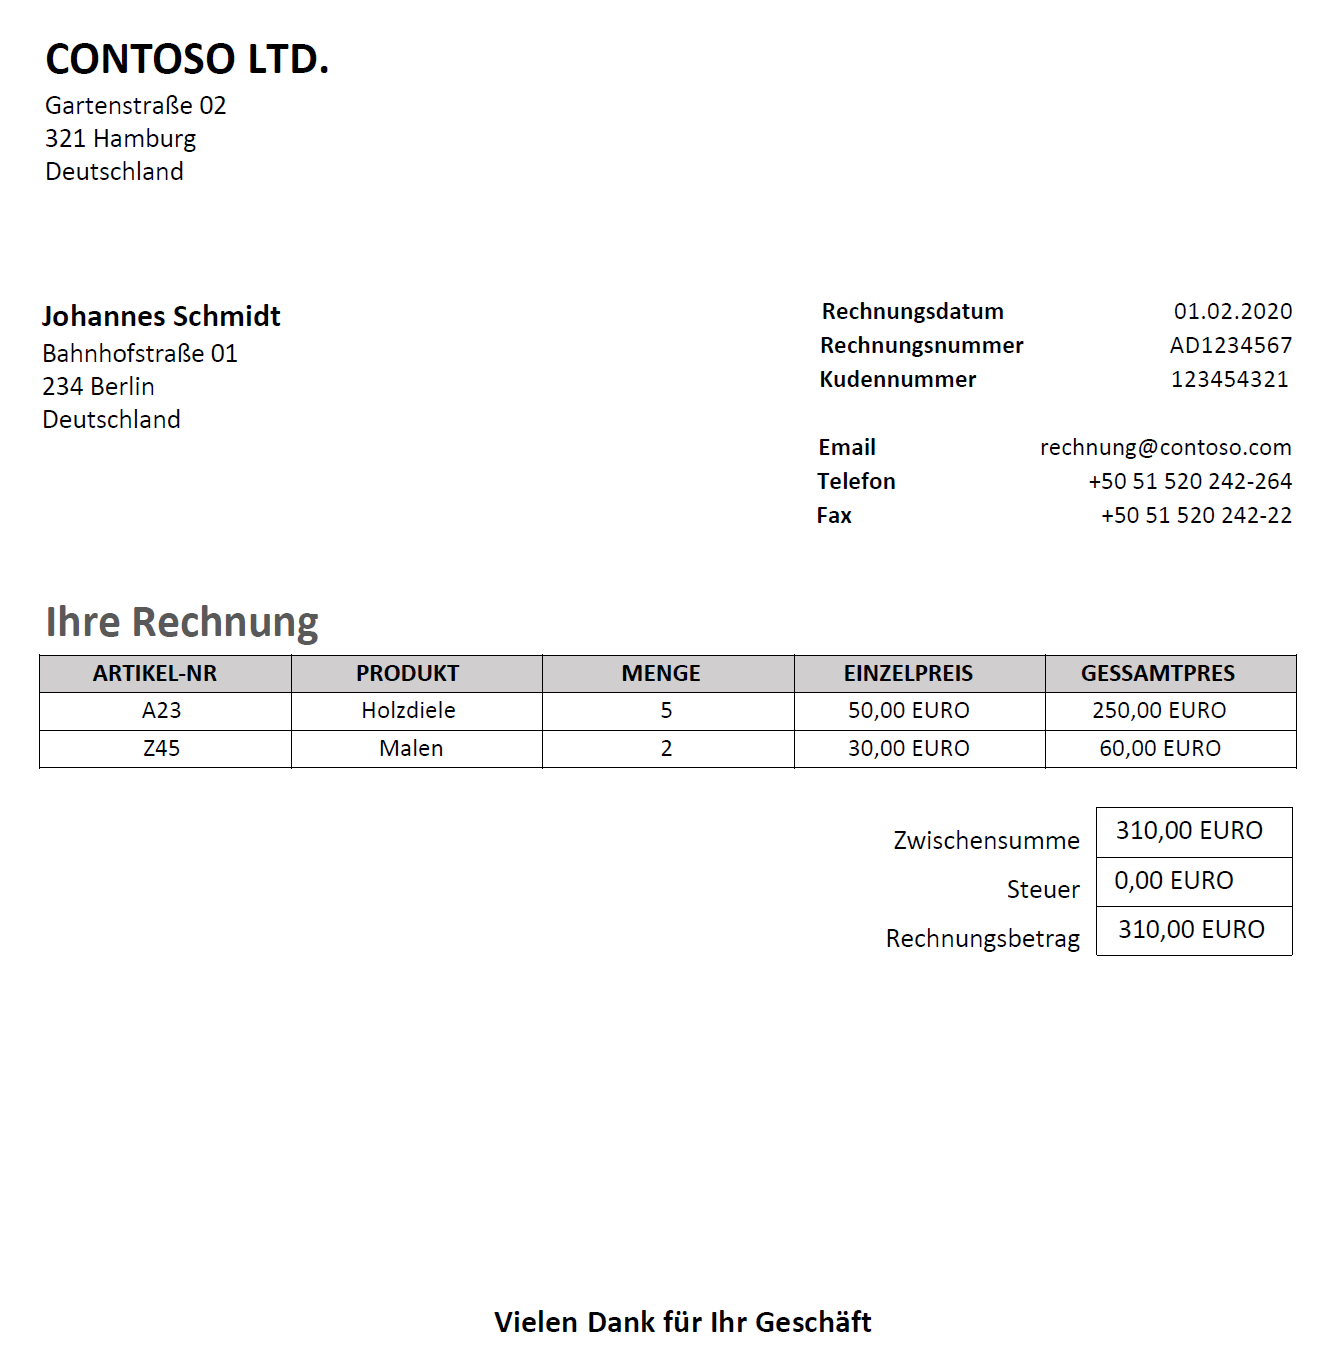 CONTOSO LTD.
Gartenstraße 02
321 Hamburg
Deutschland
Johannes Schmidt
Bahnhofstraße 01
234 Berlin
Deutschland
Rechnungsdatum 01.02.2020
Rechnungsnummer AD1234567
Kudennummer 123454321
Email rechnung@contoso.com
Telefon +50 51 520 242-264
Fax +50 51 520 242-22
Ihre Rechnung
ARTIKEL-NR PRODUKT MENGE EINZELPREIS GESSAMTPRES
A23 Holzdiele 5 50,00 EURO 250,00 EURO
Z45 Malen 2 30,00 EURO 60,00 EURO
Zwischensumme 310,00 EURO
Steuer 0,00 EURO
Rechnungsbetrag 310,00 EURO
Vielen Dank für Ihr Geschäft